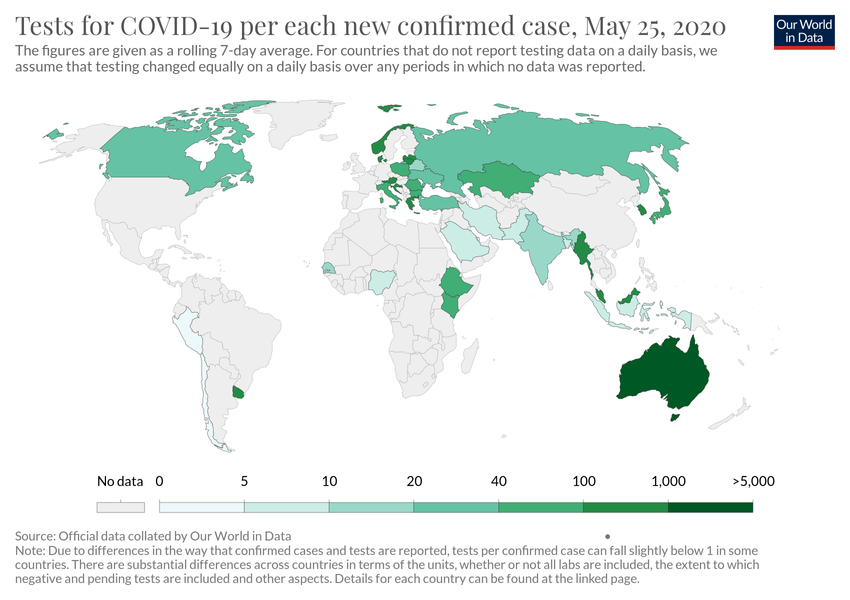 Tests for COVID-19 per each new confirmed case, May 25, 2020
Our World
in Data
The figures are given as a rolling 7-day average. For countries that do not report testing data on a daily basis, we
assume that testing changed equally on a daily basis over any periods in which no data was reported.
No data 0 5 10 20 40 100 1,000 >5,000
Source: Official data collated by Our World in Data
Note: Due to differences in the way that confirmed cases and tests are reported, tests per confirmed case can fall slightly below 1 in some
countries. There are substantial differences across countries in terms of the units, whether or not all labs are included, the extent to which
negative and pending tests are included and other aspects. Details for each country can be found at the linked page.